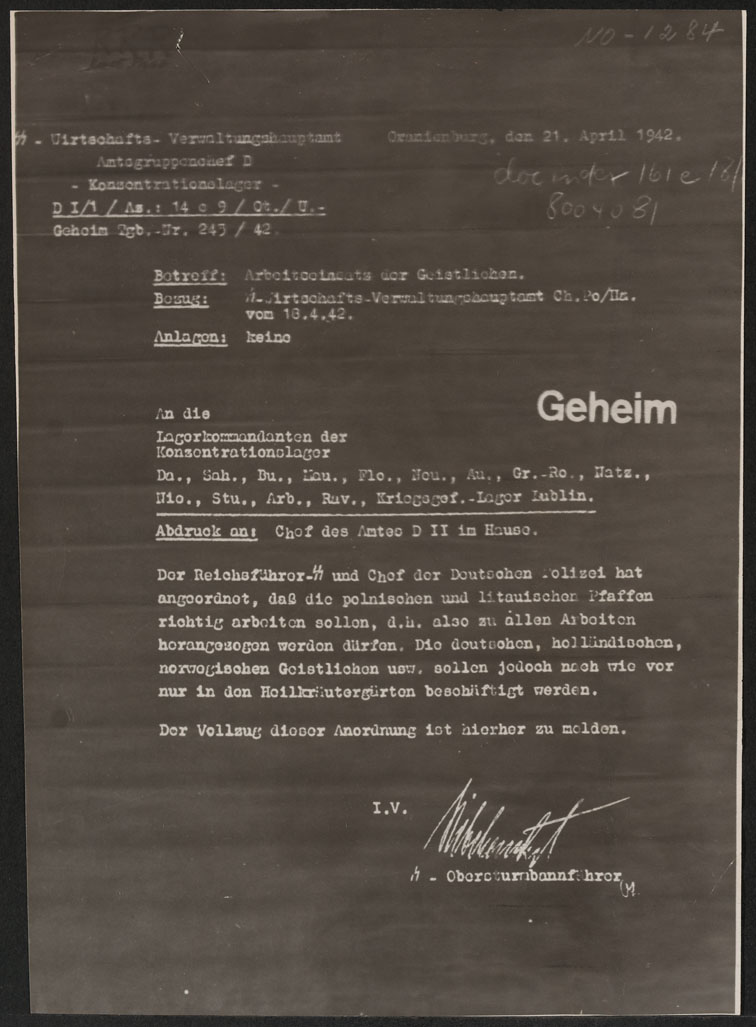 NO-1284
SS - Wirtschafts- Verwaltungshauptamt Oranienburg, den 21. April 1942.
Amtsgruppenchef D
- Konzentrationslager -
D I/1 / Az.: 14 c 9 / Ot./ U.-
Geheim Tgb.-Nr. 243 / 42.
Betreff: Arbeitseinsatz der Geistlichen.
Bezug: SS-Wirtschafts-Verwaltungshauptamt Ch.Po/Ha.
vom 18.4.42.
Anlagen: keine
Geheim
An die
Lagerkommandanten der
Konzentrationslager
Da., Sah., Bu., Mau., Flo., Neu., Au., Gr.-Ro., Natz.,
Nie., Stu., Arb., Rav., Kriegsgef.-Lager Lublin.
Abdruck an: Chef des Amtes D II im Hause.
Der Reichsführer-SS und Chef der Deutschen Polizei hat
angeordnet, daß die polnischen und litauischen Pfaffen
richtig arbeiten sollen, d.h. also zu allen Arbeiten
herangezogen werden dürfen. Die deutschen, holländischen,
norwegischen Geistlichen usw. sollen jedoch nach wie vor
nur in den Heilkräutergärten beschäftigt werden.
Der Vollzug dieser Anordnung ist hierher zu melden.
I.V.
SS - Obersturmbannführer